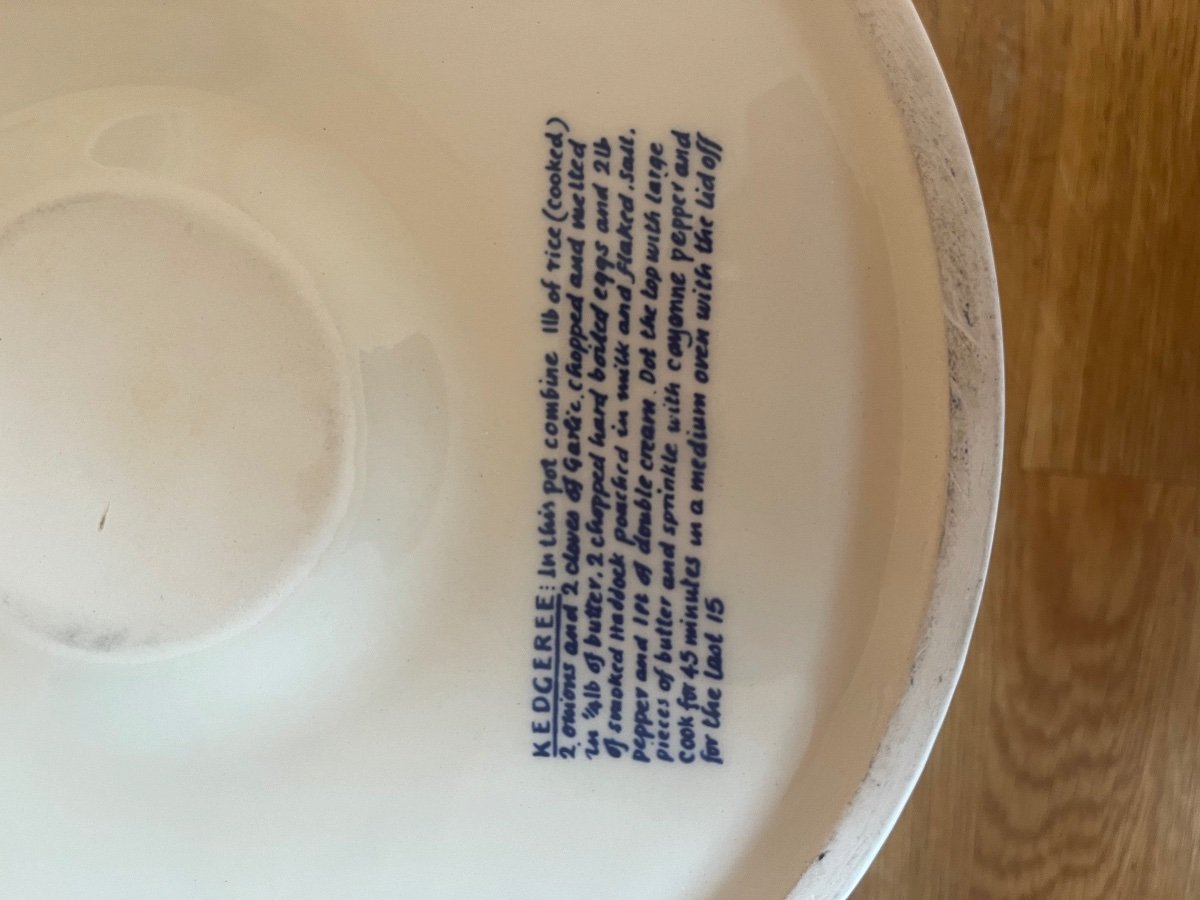 KEDGEREE: In this pot combine 1lb of rice (cooked)
2 onions and 2 cloves of Garlic, chopped and melted
in ¼lb of butter. 2 chopped hard boiled eggs and 2lb
of smoked Haddock poached in milk and flaked. Salt.
pepper and 1pt of double cream. Dot the top with large
pieces of butter and sprinkle with cayenne pepper and
cook for 45 minutes in a medium oven with the lid off
for the last 15